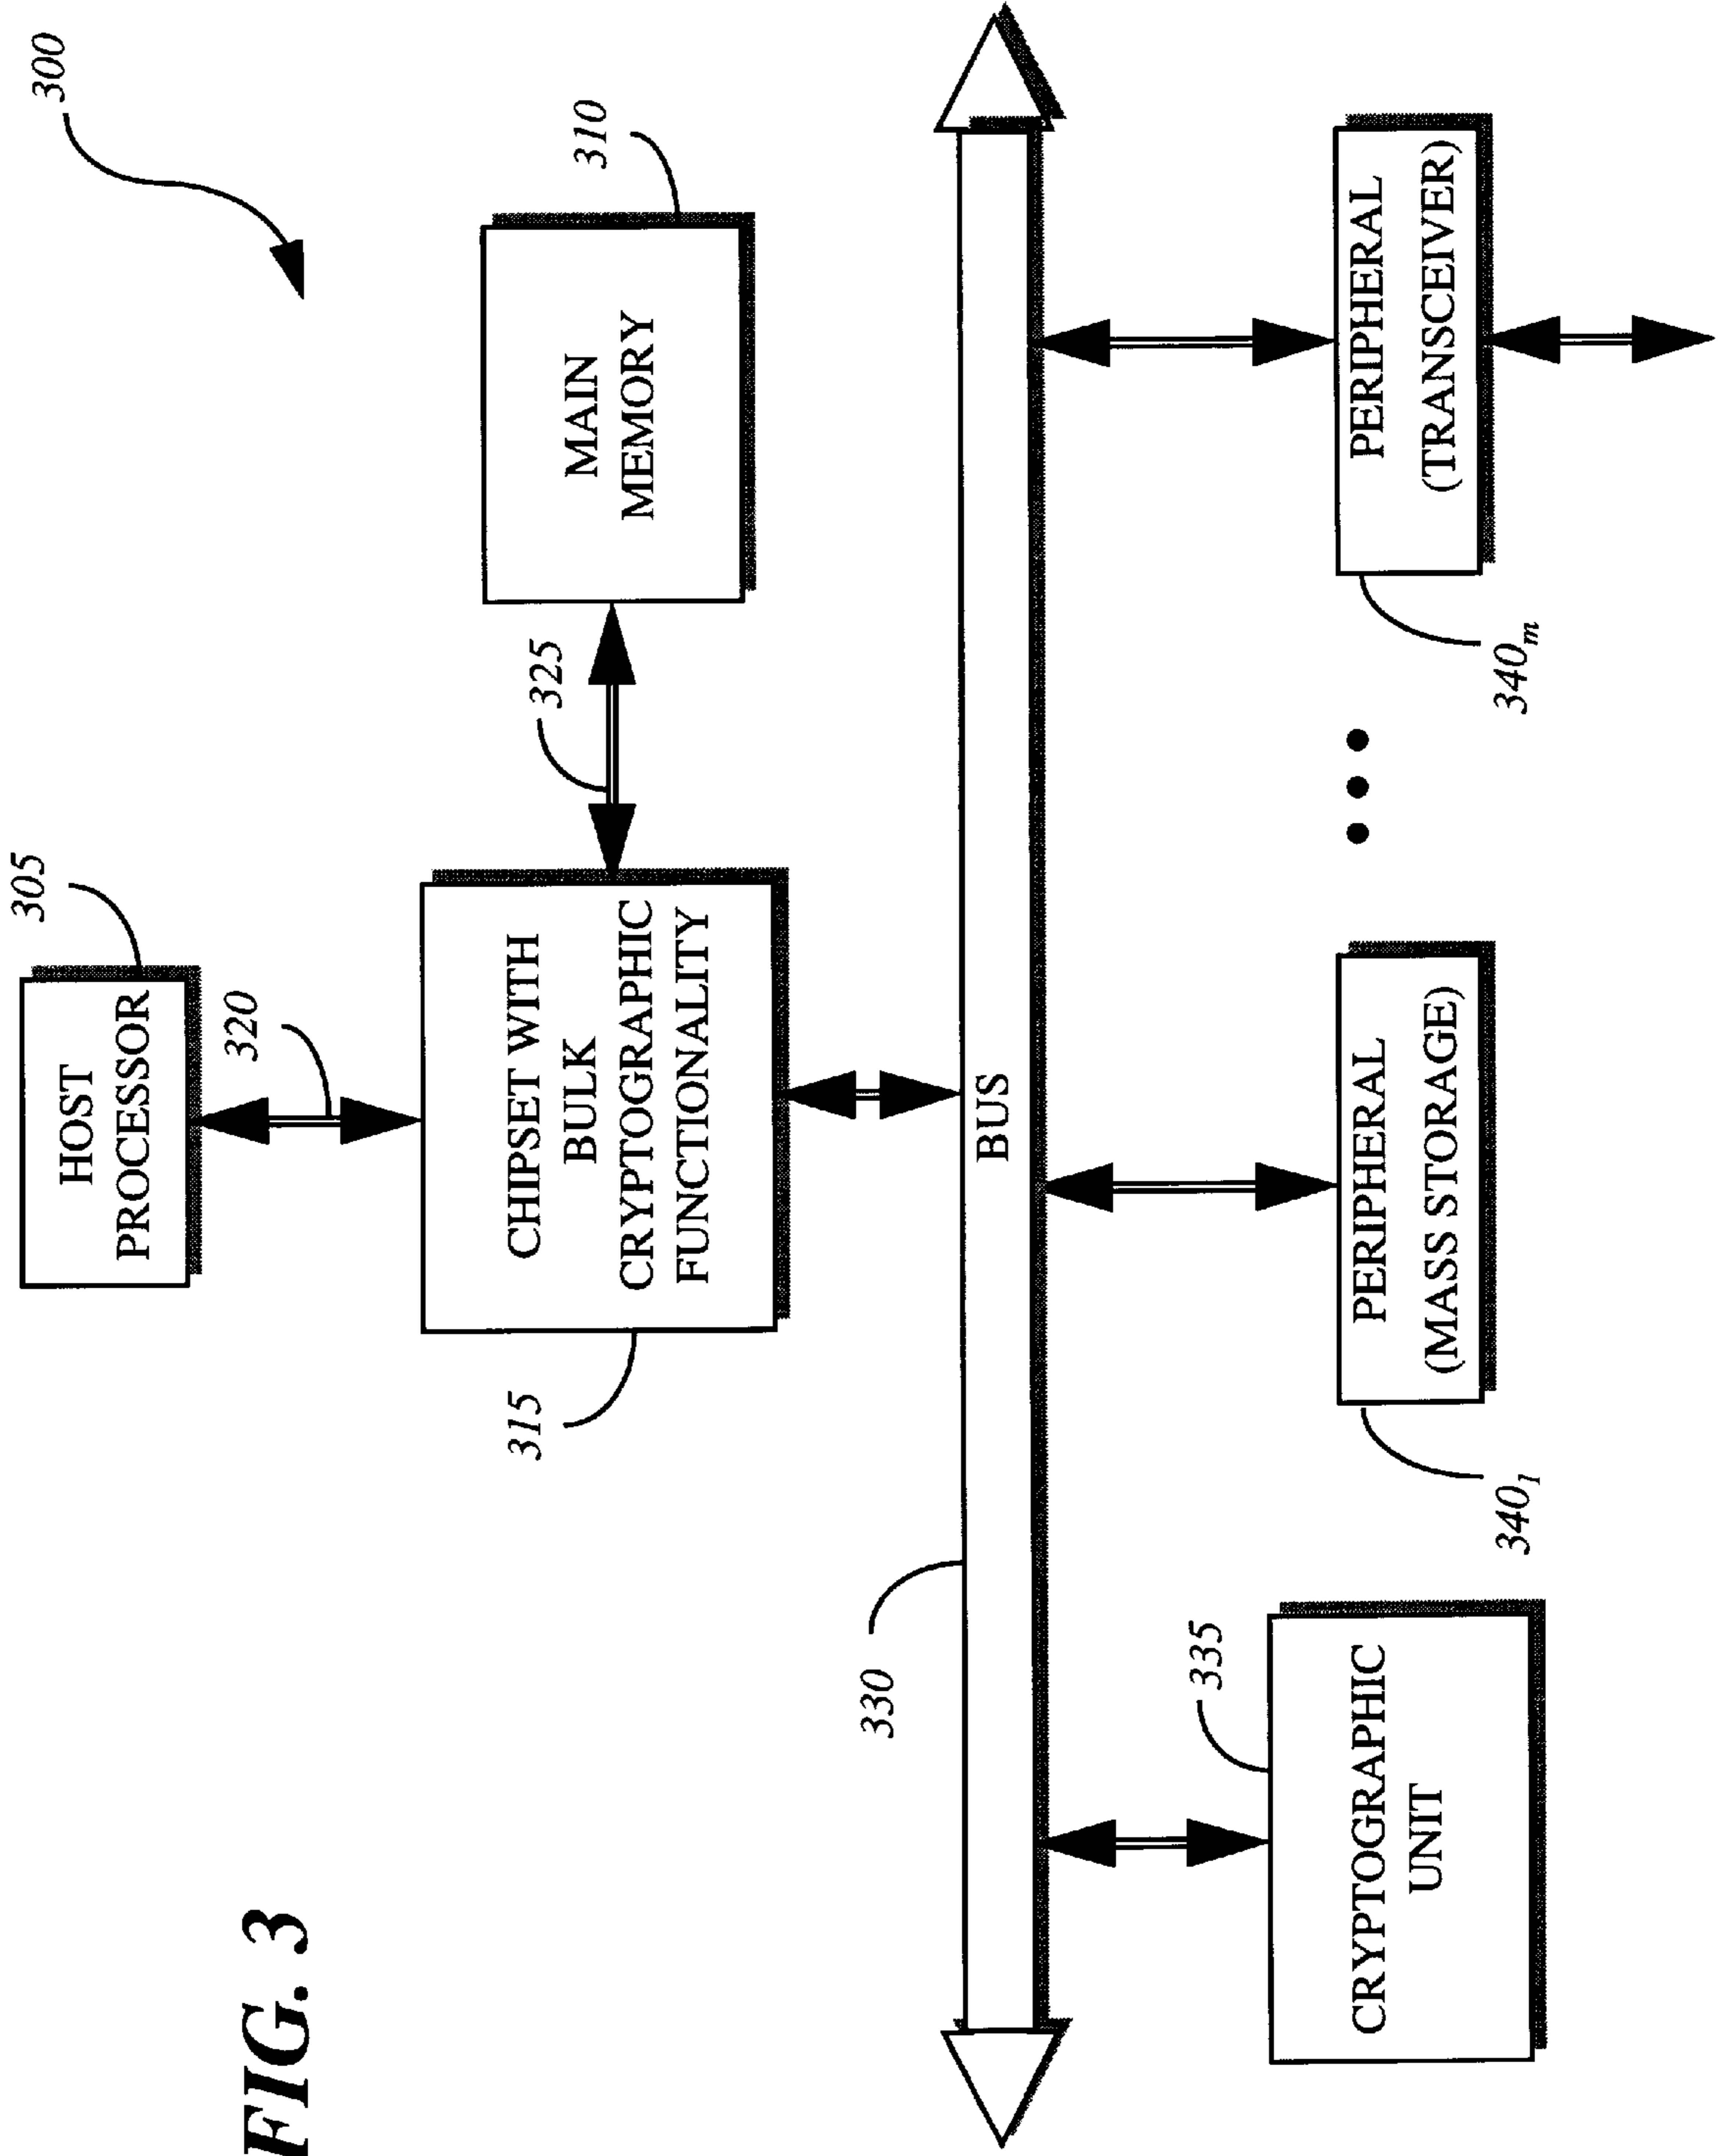 FIG. 3
300
305
HOST
PROCESSOR
320
310
MAIN
MEMORY
325
315
CHIPSET WITH
BULK
CRYPTOGRAPHIC
FUNCTIONALITY
330
BUS
335
CRYPTOGRAPHIC
UNIT
PERIPHERAL
(MASS STORAGE)
340₁
• • •
PERIPHERAL
(TRANSCEIVER)
340ₘ